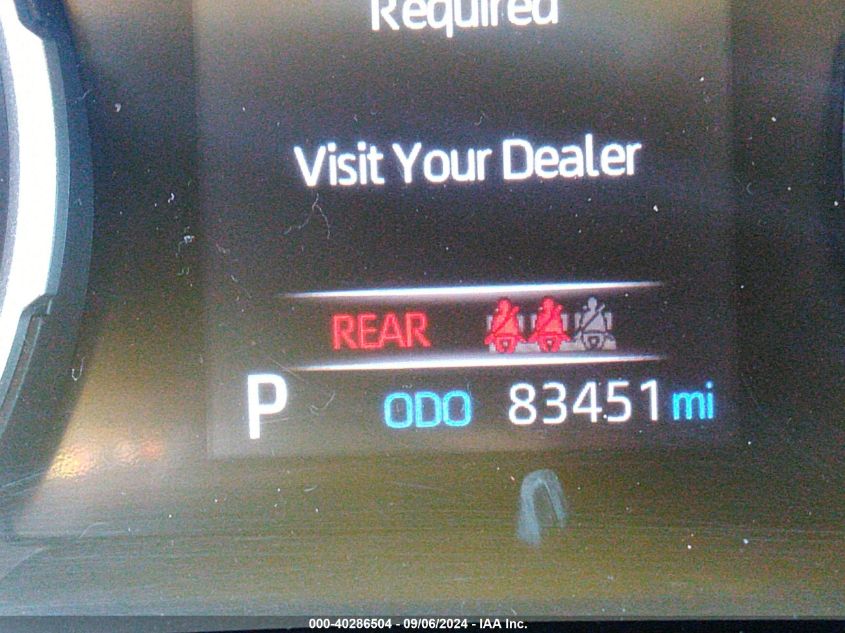 Required
Visit Your Dealer
REAR
P ODO 83451 mi
000-40286504 - 09/06/2024 - IAA Inc.